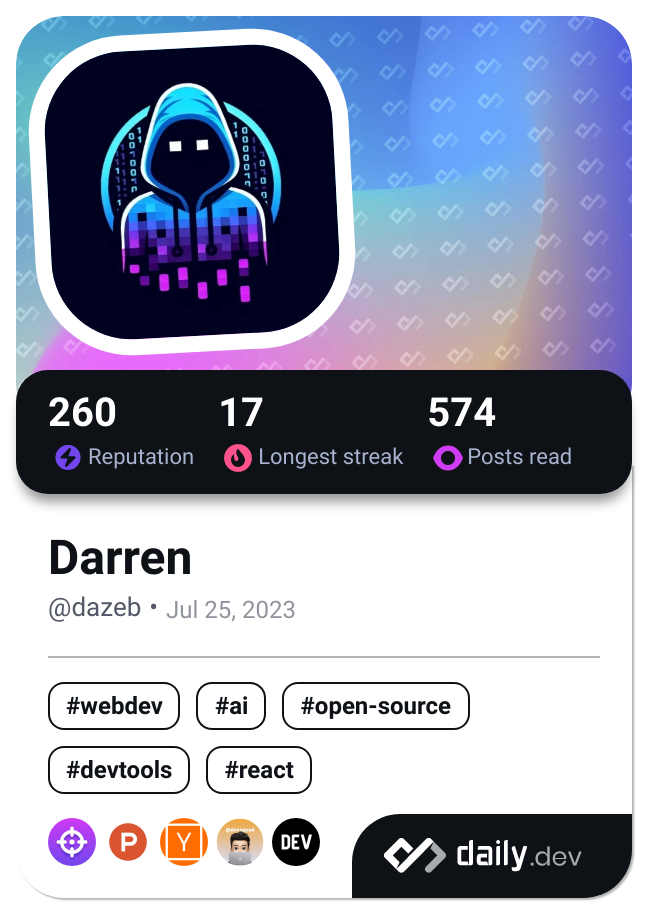 260 17 574
Reputation Longest streak Posts read
Darren
@dazeb • Jul 25, 2023
#webdev #ai #open-source
#devtools #react
P Y DEV
daily.dev